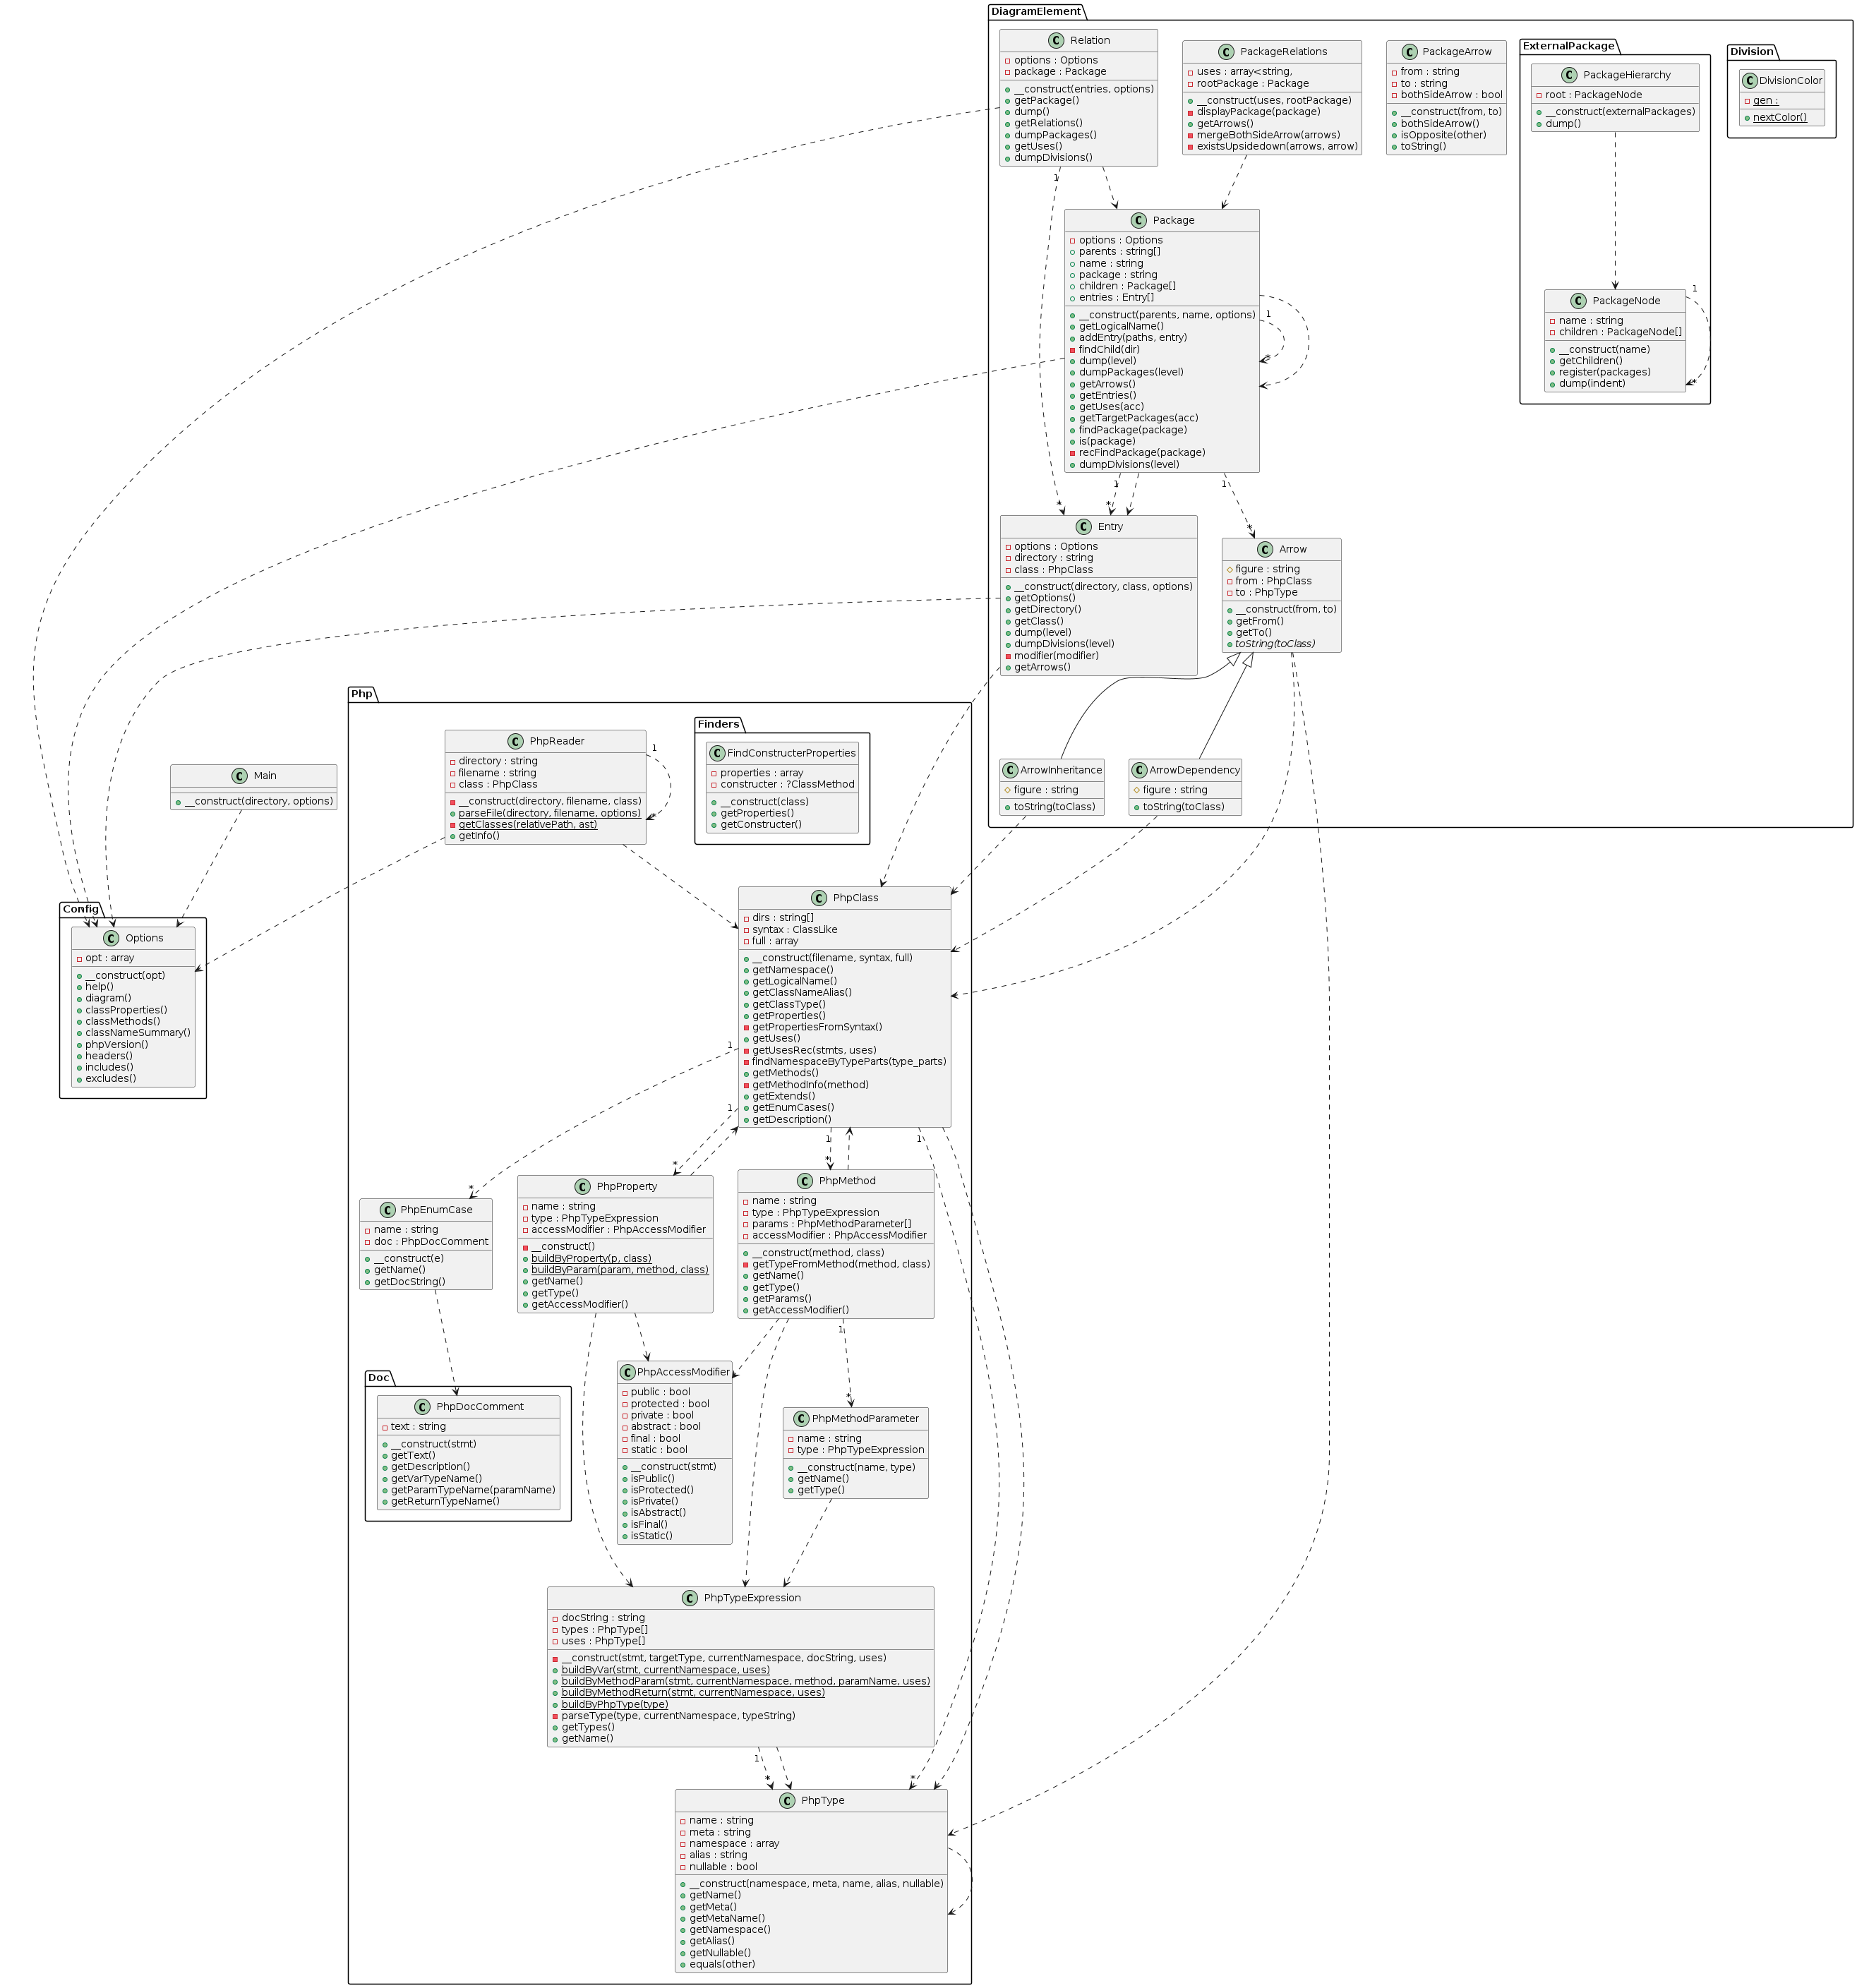 DiagramElement
Relation
options : Options
package : Package
__construct(entries, options)
getPackage()
dump()
getRelations()
dumpPackages()
getUses()
dumpDivisions()
PackageRelations
uses : array<string,
rootPackage : Package
__construct(uses, rootPackage)
displayPackage(package)
getArrows()
mergeBothSideArrow(arrows)
existsUpsidedown(arrows, arrow)
PackageArrow
from : string
to : string
bothSideArrow : bool
__construct(from, to)
bothSideArrow()
isOpposite(other)
toString()
ExternalPackage
PackageHierarchy
root : PackageNode
__construct(externalPackages)
dump()
Division
DivisionColor
gen :
nextColor()
1
Package
options : Options
parents : string[]
name : string
package : string
children : Package[]
entries : Entry[]
__construct(parents, name, options)
getLogicalName()
addEntry(paths, entry)
findChild(dir)
dump(level)
dumpPackages(level)
getArrows()
getEntries()
getUses(acc)
getTargetPackages(acc)
findPackage(package)
is(package)
recFindPackage(package)
dumpDivisions(level)
1
*
PackageNode
name : string
children : PackageNode[]
__construct(name)
getChildren()
register(packages)
dump(indent)
1
*
1
1
*
*
*
Entry
options : Options
directory : string
class : PhpClass
__construct(directory, class, options)
getOptions()
getDirectory()
getClass()
dump(level)
dumpDivisions(level)
modifier(modifier)
getArrows()
Arrow
figure : string
from : PhpClass
to : PhpType
__construct(from, to)
getFrom()
getTo()
toString(toClass)
ArrowInheritance
figure : string
toString(toClass)
ArrowDependency
figure : string
toString(toClass)
Php
PhpReader
directory : string
filename : string
class : PhpClass
__construct(directory, filename, class)
parseFile(directory, filename, options)
getClasses(relativePath, ast)
getInfo()
1
*
Finders
FindConstructerProperties
properties : array
constructer : ?ClassMethod
__construct(class)
getProperties()
getConstructer()
Main
__construct(directory, options)
Config
Options
opt : array
__construct(opt)
help()
diagram()
classProperties()
classMethods()
classNameSummary()
phpVersion()
headers()
includes()
excludes()
PhpClass
dirs : string[]
syntax : ClassLike
full : array
__construct(filename, syntax, full)
getNamespace()
getLogicalName()
getClassNameAlias()
getClassType()
getProperties()
getPropertiesFromSyntax()
getUses()
getUsesRec(stmts, uses)
findNamespaceByTypeParts(type_parts)
getMethods()
getMethodInfo(method)
getExtends()
getEnumCases()
getDescription()
1
1
1
1
*
*
*
PhpEnumCase
name : string
doc : PhpDocComment
__construct(e)
getName()
getDocString()
PhpProperty
name : string
type : PhpTypeExpression
accessModifier : PhpAccessModifier
__construct()
buildByProperty(p, class)
buildByParam(param, method, class)
getName()
getType()
getAccessModifier()
PhpMethod
name : string
type : PhpTypeExpression
params : PhpMethodParameter[]
accessModifier : PhpAccessModifier
__construct(method, class)
getTypeFromMethod(method, class)
getName()
getType()
getParams()
getAccessModifier()
1
*
Doc
PhpDocComment
text : string
__construct(stmt)
getText()
getDescription()
getVarTypeName()
getParamTypeName(paramName)
getReturnTypeName()
PhpAccessModifier
public : bool
protected : bool
private : bool
abstract : bool
final : bool
static : bool
__construct(stmt)
isPublic()
isProtected()
isPrivate()
isAbstract()
isFinal()
isStatic()
PhpMethodParameter
name : string
type : PhpTypeExpression
__construct(name, type)
getName()
getType()
PhpTypeExpression
docString : string
types : PhpType[]
uses : PhpType[]
__construct(stmt, targetType, currentNamespace, docString, uses)
buildByVar(stmt, currentNamespace, uses)
buildByMethodParam(stmt, currentNamespace, method, paramName, uses)
buildByMethodReturn(stmt, currentNamespace, uses)
buildByPhpType(type)
parseType(type, currentNamespace, typeString)
getTypes()
getName()
1
*
*
PhpType
name : string
meta : string
namespace : array
alias : string
nullable : bool
__construct(namespace, meta, name, alias, nullable)
getName()
getMeta()
getMetaName()
getNamespace()
getAlias()
getNullable()
equals(other)